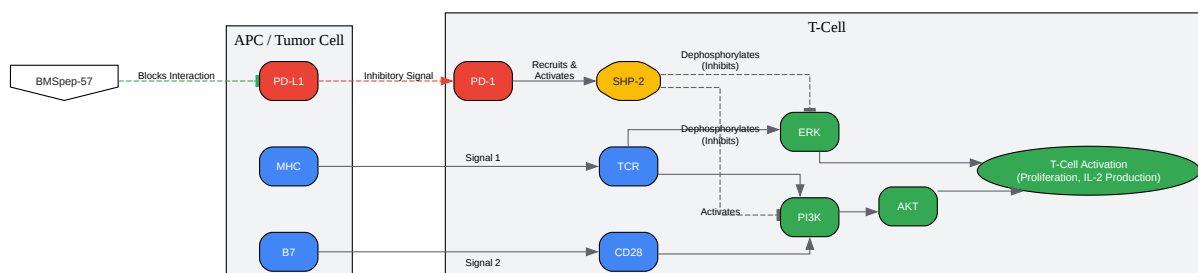 APC / Tumor Cell
T-Cell
BMSpep-57
Blocks Interaction
PD-L1
Inhibitory Signal
PD-1
Recruits &
Activates
SHP-2
Dephosphorylates
(Inhibits)
ERK
Dephosphorylates
(Inhibits)
MHC
Signal 1
TCR
T-Cell Activation
(Proliferation, IL-2 Production)
Activates
PI3K
AKT
B7
Signal 2
CD28